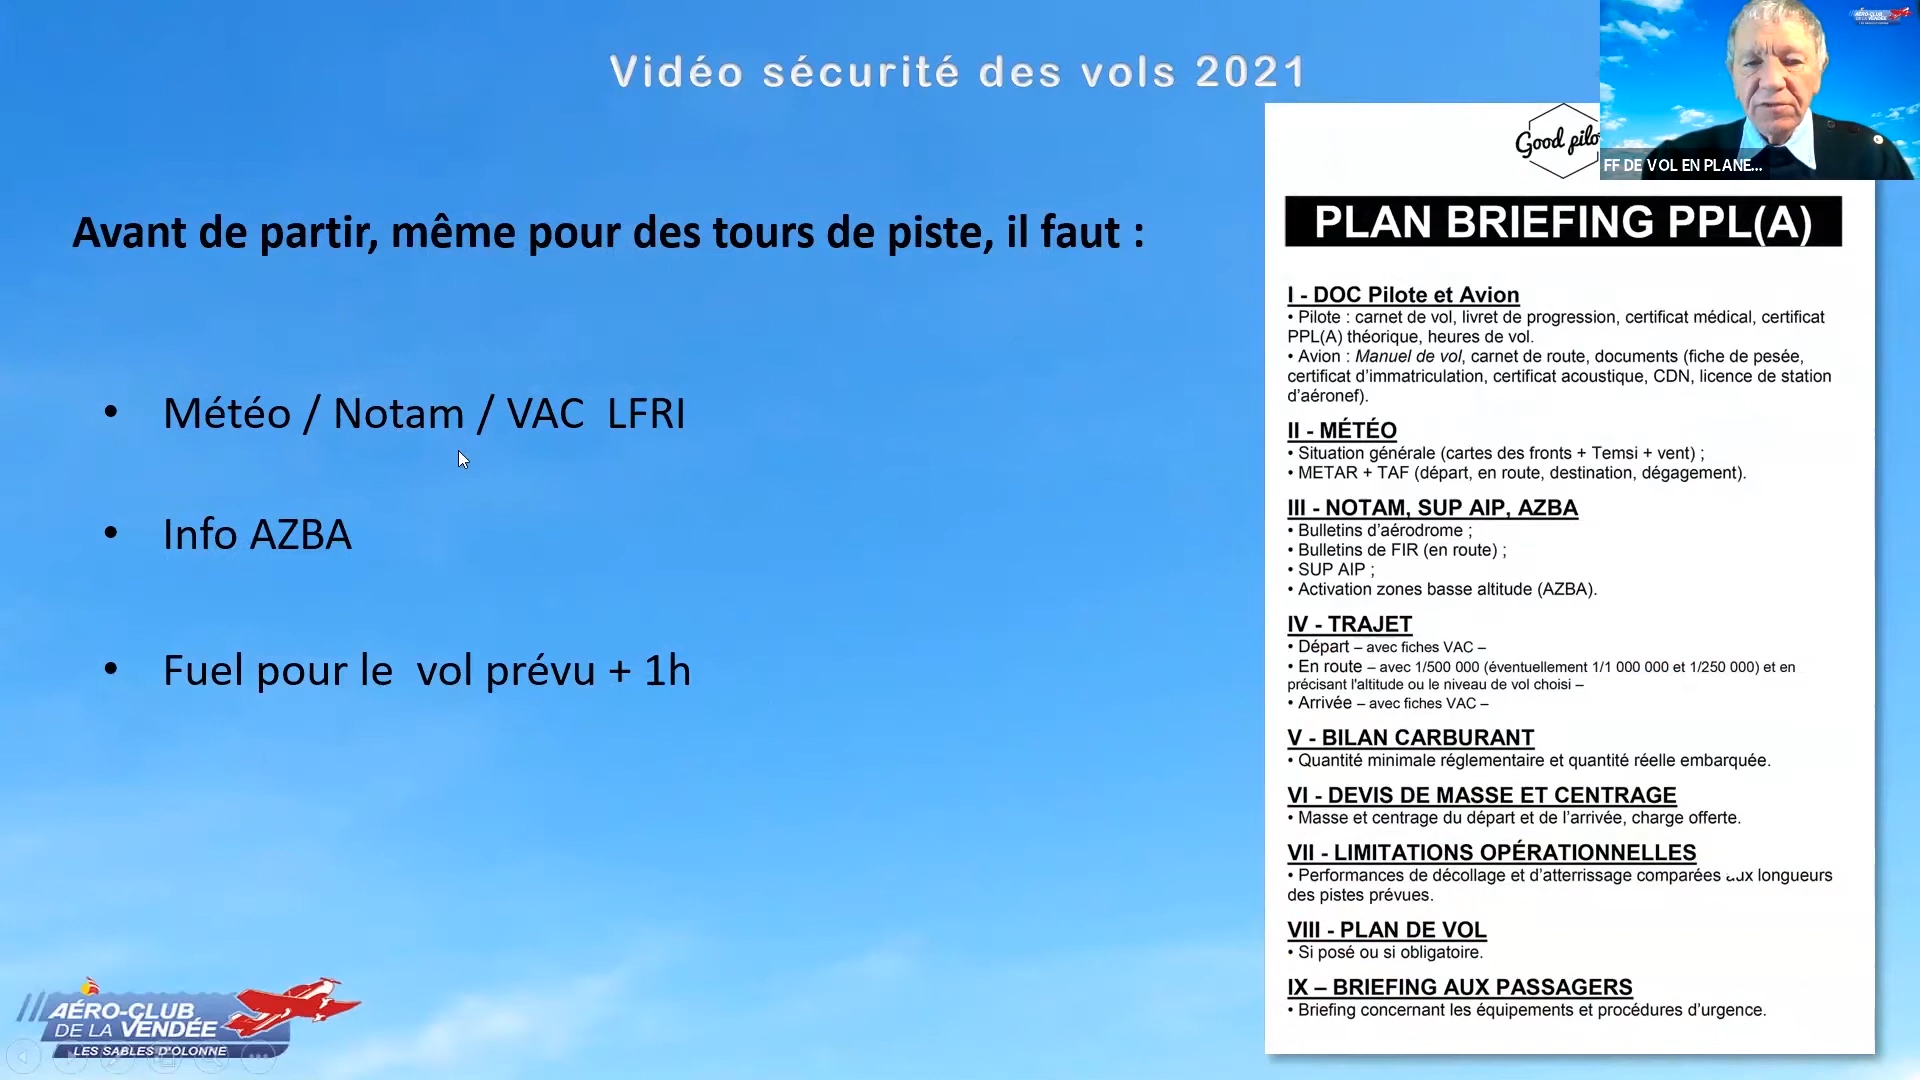 Vidéo sécurité des vols 2021
Avant de partir, même pour des tours de piste, il faut :
• Météo / Notam / VAC LFRI
• Info AZBA
• Fuel pour le vol prévu + 1h
AÉRO-CLUB
DE LA VENDÉE
LES SABLES D'OLONNE
AÉRO-CLUB
DE LA VENDÉE
FF DE VOL EN PLANE...
Good
PLAN BRIEFING PPL(A)
I - DOC Pilote et Avion
• Pilote : carnet de vol, livret de progression, certificat médical, certificat
PPL(A) théorique, heures de vol.
• Avion : Manuel de vol, carnet de route, documents (fiche de pesée,
certificat d’immatriculation, certificat acoustique, CDN, licence de station
d’aéronef).
II - MÉTÉO
• Situation générale (cartes des fronts + Temsi + vent) ;
• METAR + TAF (départ, en route, destination, dégagement).
III - NOTAM, SUP AIP, AZBA
• Bulletins d’aérodrome ;
• Bulletins de FIR (en route) ;
• SUP AIP ;
• Activation zones basse altitude (AZBA).
IV - TRAJET
• Départ – avec fiches VAC –
• En route – avec 1/500 000 (éventuellement 1/1 000 000 et 1/250 000) et en
précisant l'altitude ou le niveau de vol choisi –
• Arrivée – avec fiches VAC –
V - BILAN CARBURANT
• Quantité minimale réglementaire et quantité réelle embarquée.
VI - DEVIS DE MASSE ET CENTRAGE
• Masse et centrage du départ et de l’arrivée, charge offerte.
VII - LIMITATIONS OPÉRATIONNELLES
• Performances de décollage et d’atterrissage comparées aux longueurs
des pistes prévues.
VIII - PLAN DE VOL
• Si posé ou si obligatoire.
IX – BRIEFING AUX PASSAGERS
• Briefing concernant les équipements et procédures d’urgence.